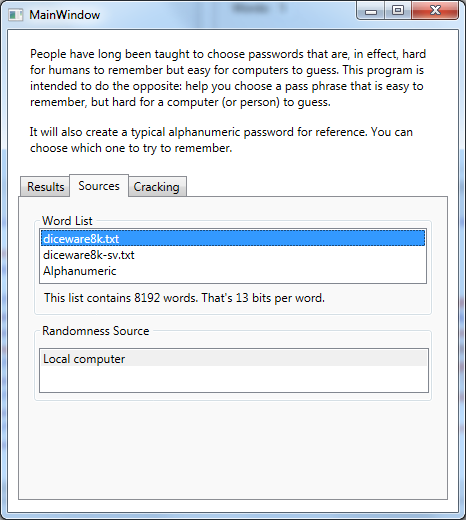 MainWindow
People have long been taught to choose passwords that are, in effect, hard
for humans to remember but easy for computers to guess. This program is
intended to do the opposite: help you choose a pass phrase that is easy to
remember, but hard for a computer (or person) to guess.
It will also create a typical alphanumeric password for reference. You can
choose which one to try to remember.
Results Sources Cracking
Word List
diceware8k.txt
diceware8k-sv.txt
Alphanumeric
This list contains 8192 words. That's 13 bits per word.
Randomness Source
Local computer